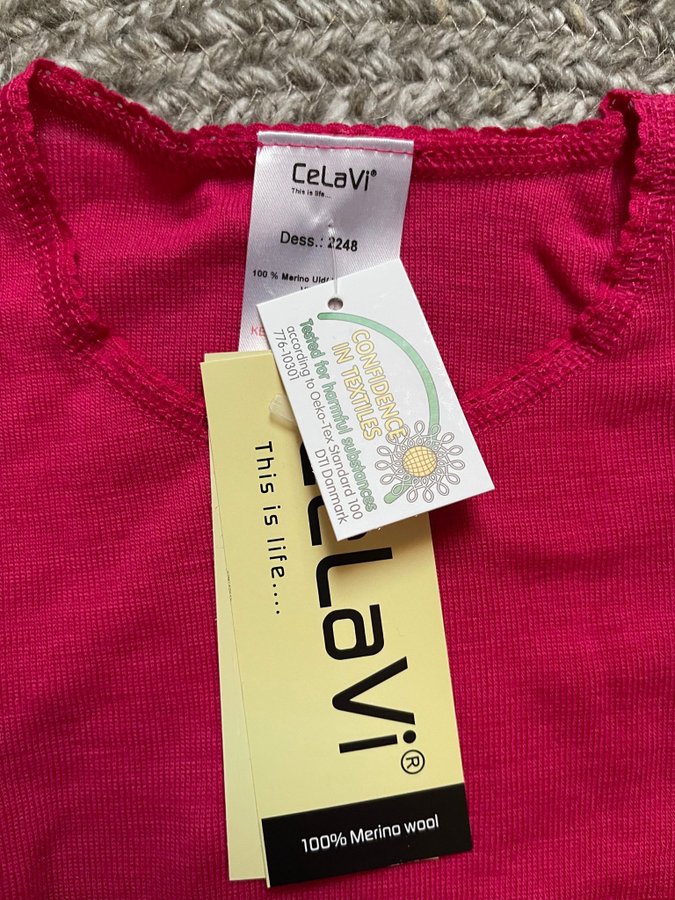 CeLaVi®
This is life...
Dess.: 2248
100 % Merino Uld/
CONFIDENCE
IN TEXTILES
Tested for harmful substances
according to Oeko-Tex Standard 100
776-10301 DTI Danmark
eLaVi®
This is life....
100% Merino wool